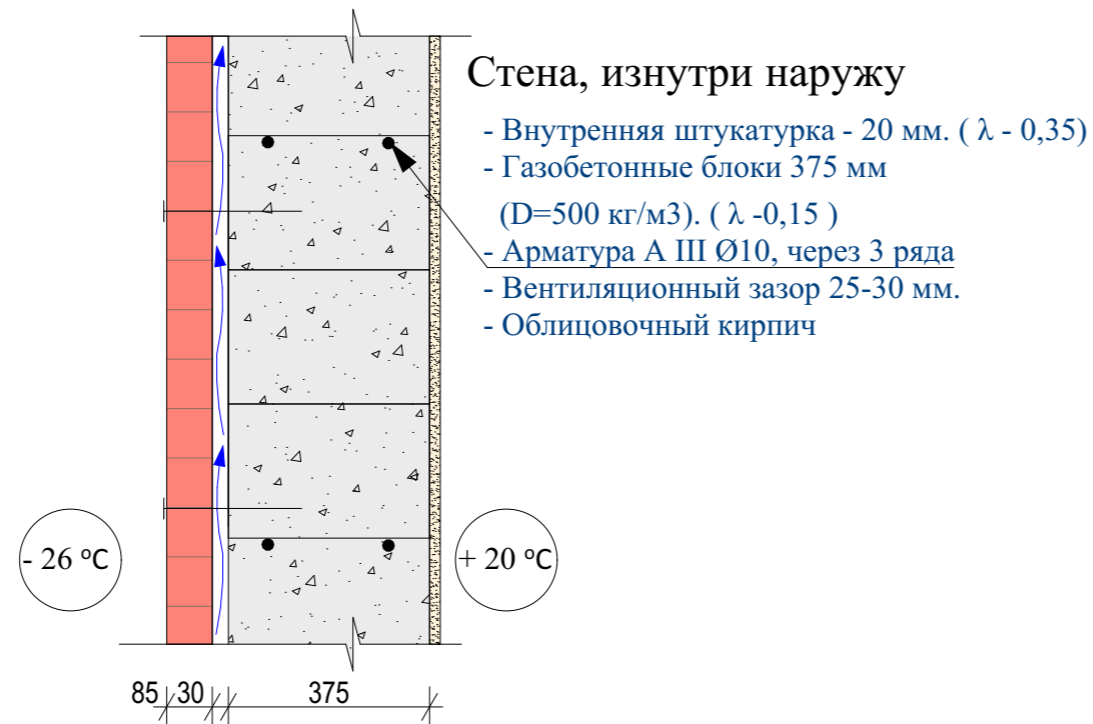 Стена, изнутри наружу
- Внутренняя штукатурка - 20 мм. ( λ - 0,35)
- Газобетонные блоки 375 мм
(D=500 кг/м3). ( λ -0,15 )
- Арматура А III Ø10, через 3 ряда
- Вентиляционный зазор 25-30 мм.
- Облицовочный кирпич
- 26 °C
+ 20 °C
85 30 375